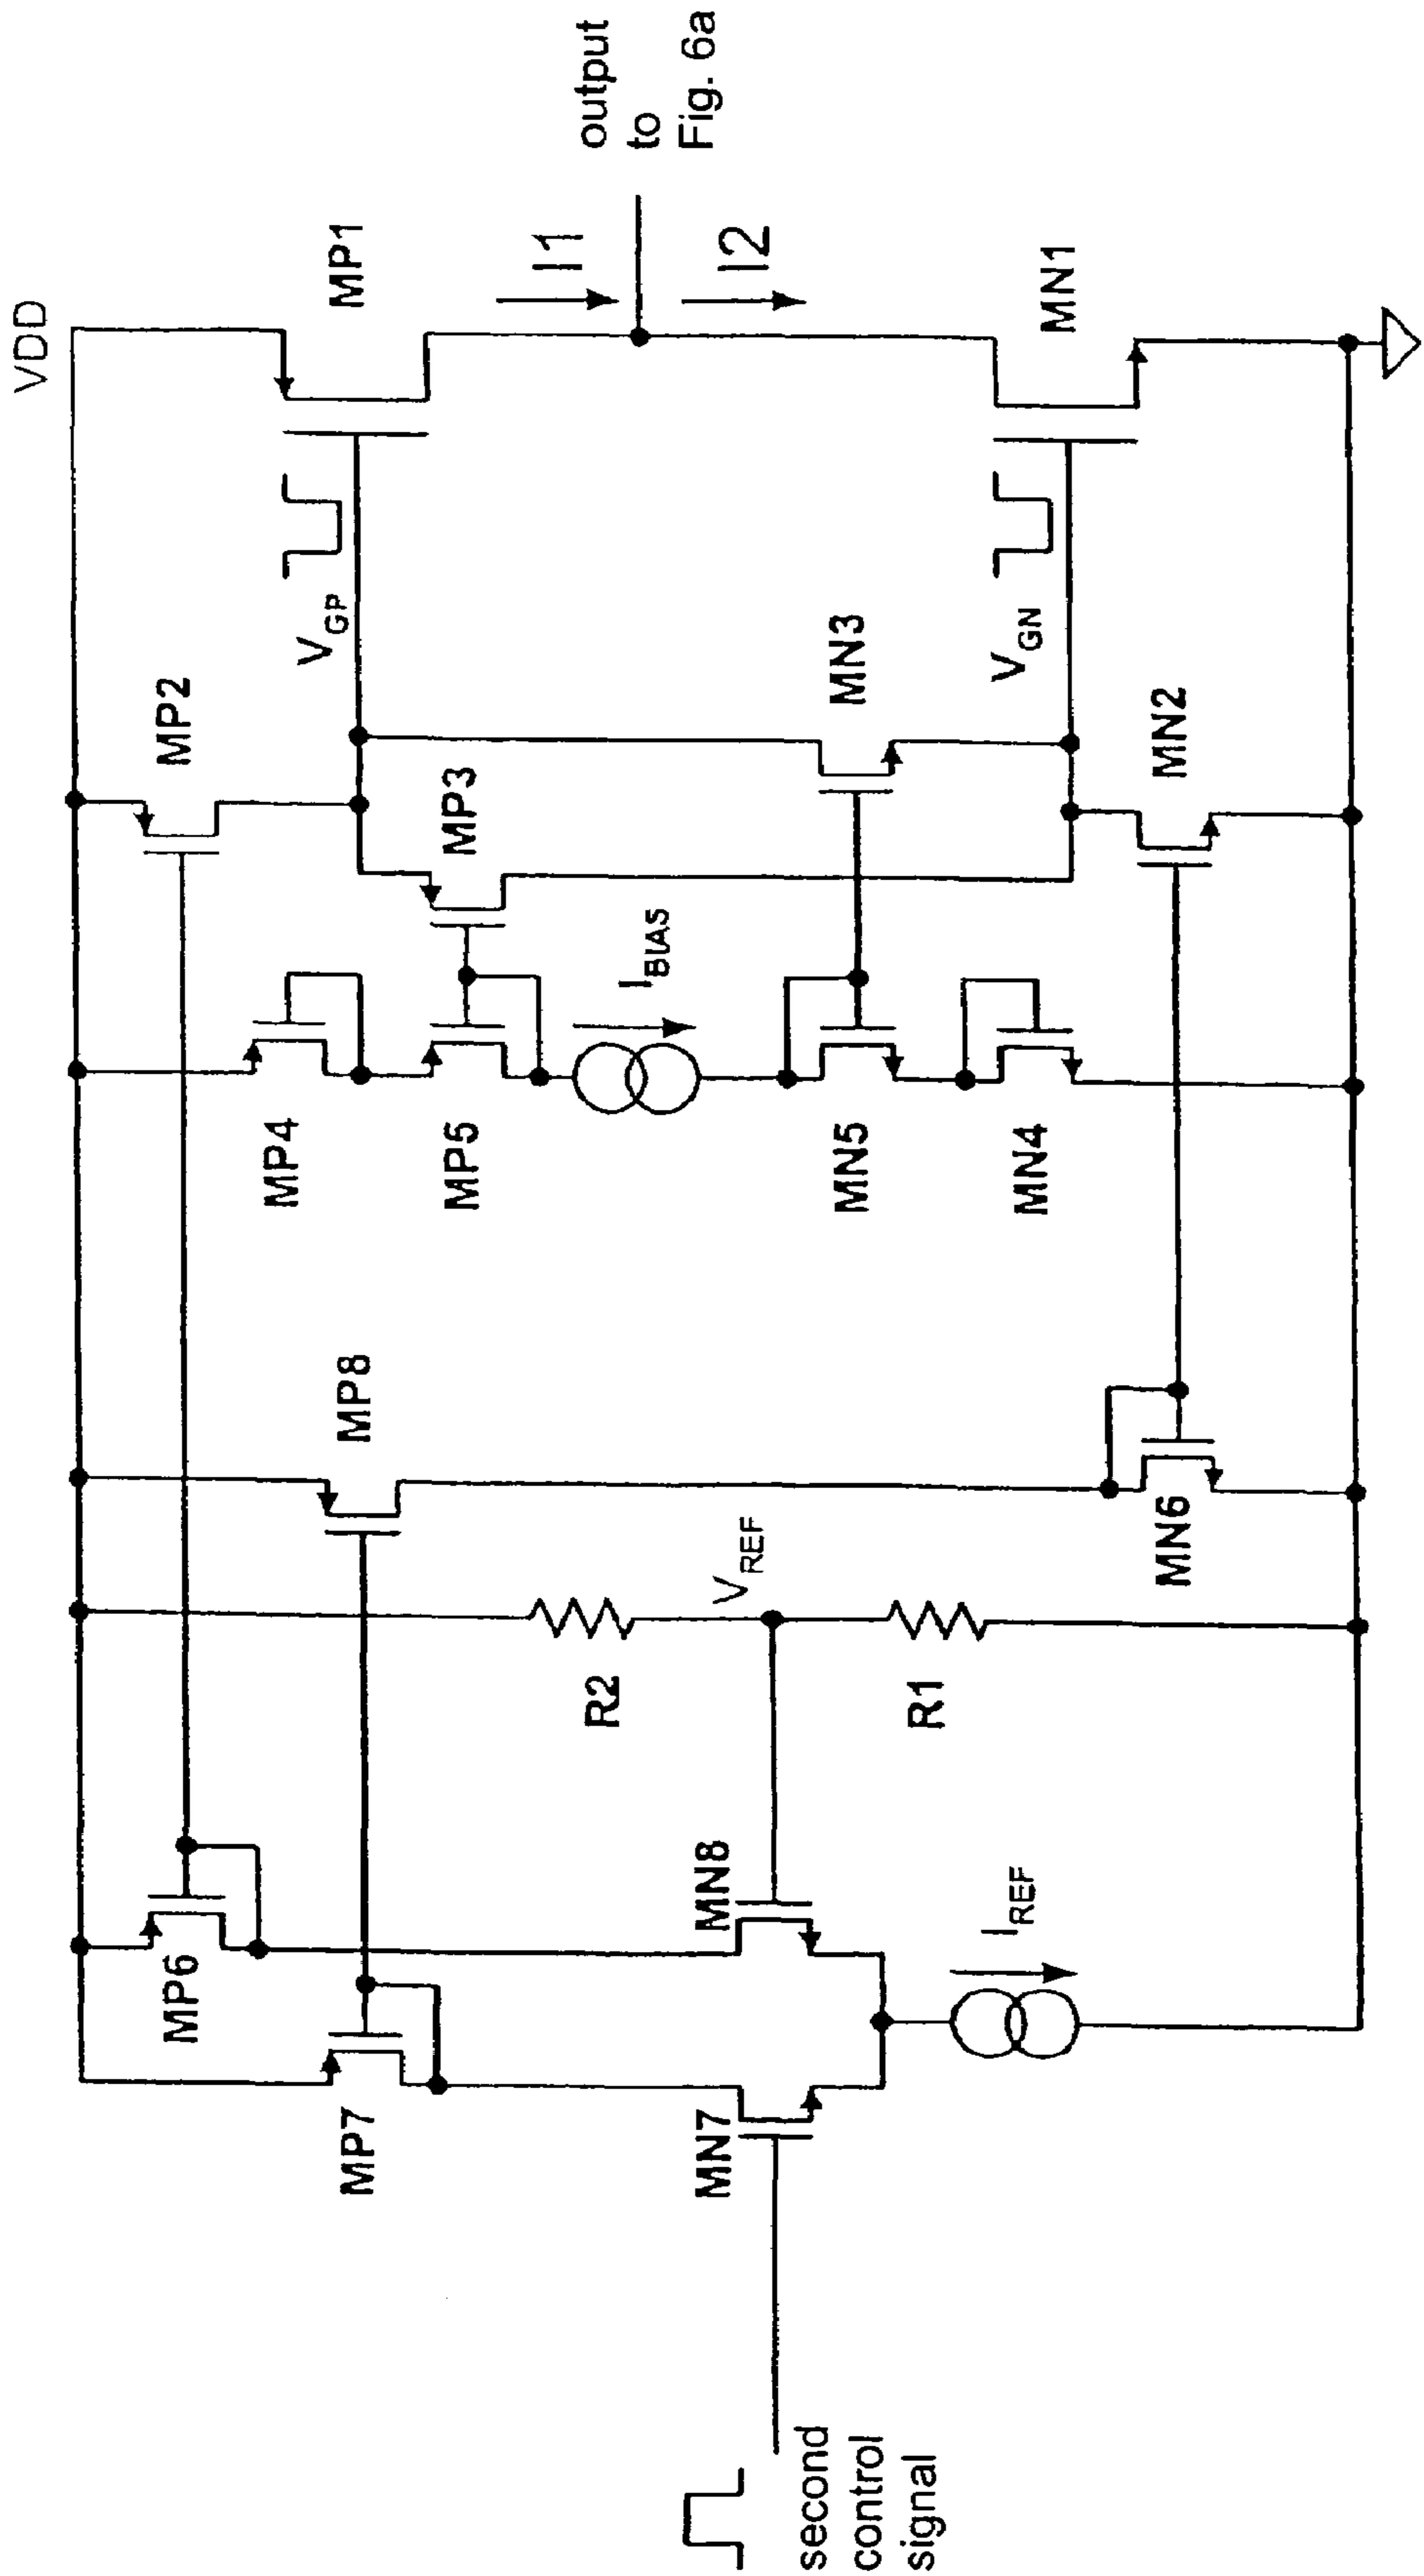 VDD
MP2
MP1
MP6
MP4
MP8
V_GP
MP3
I1
MP7
MP5
output
to
Fig. 6a
I_BIAS
R2
V_REF
I2
second
control
signal
MN7
MN8
MN5
MN3
R1
I_REF
MN4
V_GN
MN1
MN6
MN2